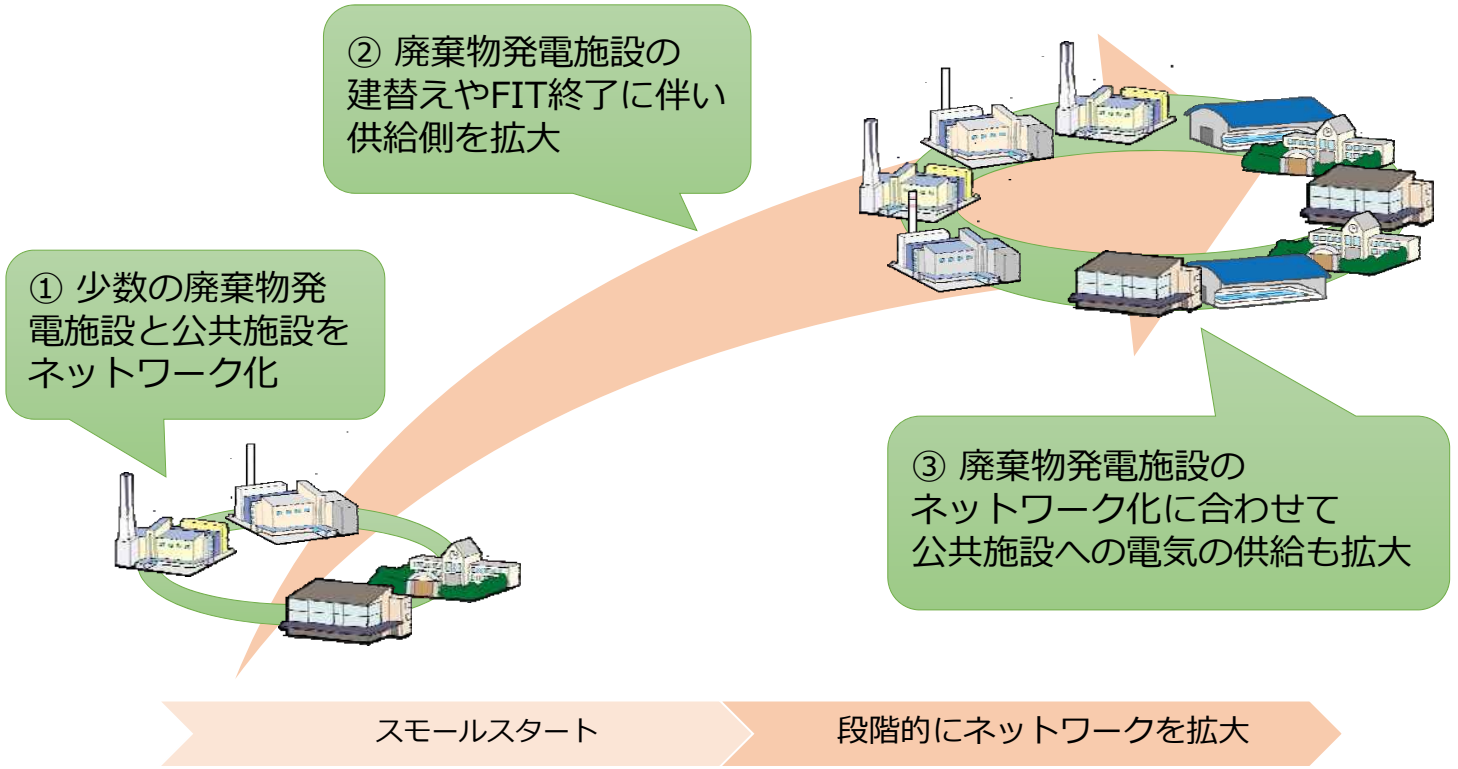 ② 廃棄物発電施設の
建替えやFIT終了に伴い
供給側を拡大
① 少数の廃棄物発
電施設と公共施設を
ネットワーク化
③ 廃棄物発電施設の
ネットワーク化に合わせて
公共施設への電気の供給も拡大
スモールスタート
段階的にネットワークを拡大